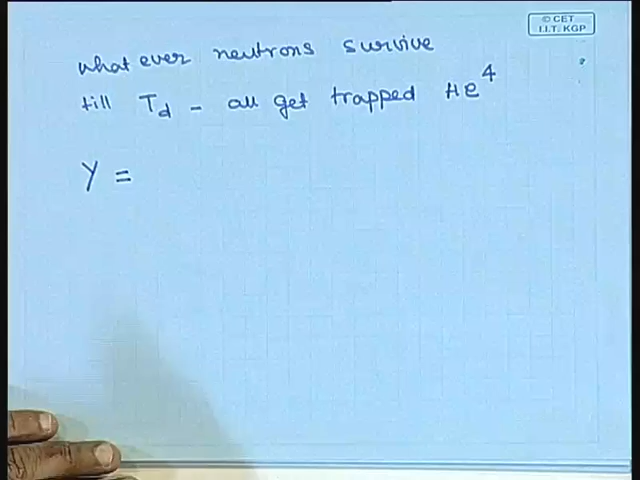 © CET
I.I.T. KGP
what ever neutrons survive
till T_d - all get trapped He^4
Y =